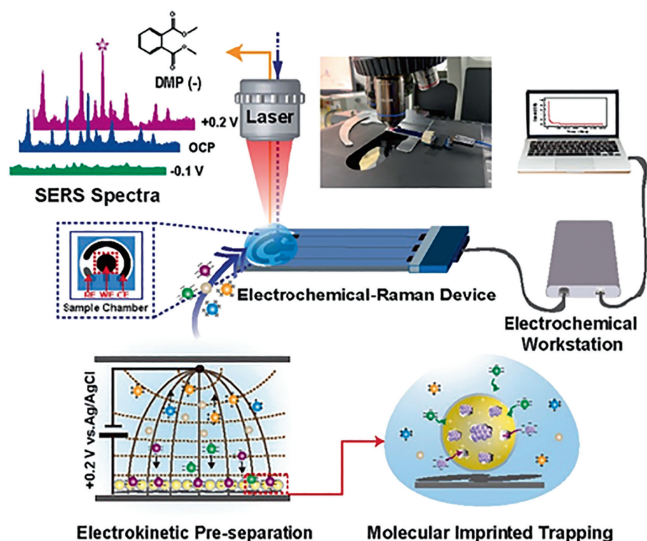 DMP (-)
+0.2 V
OCP
-0.1 V
SERS Spectra
Laser
RE WE CE
Sample Chamber
Electrochemical-Raman Device
Electrochemical
Workstation
+0.2 V vs.Ag/AgCl
Electrokinetic Pre-separation
Molecular Imprinted Trapping